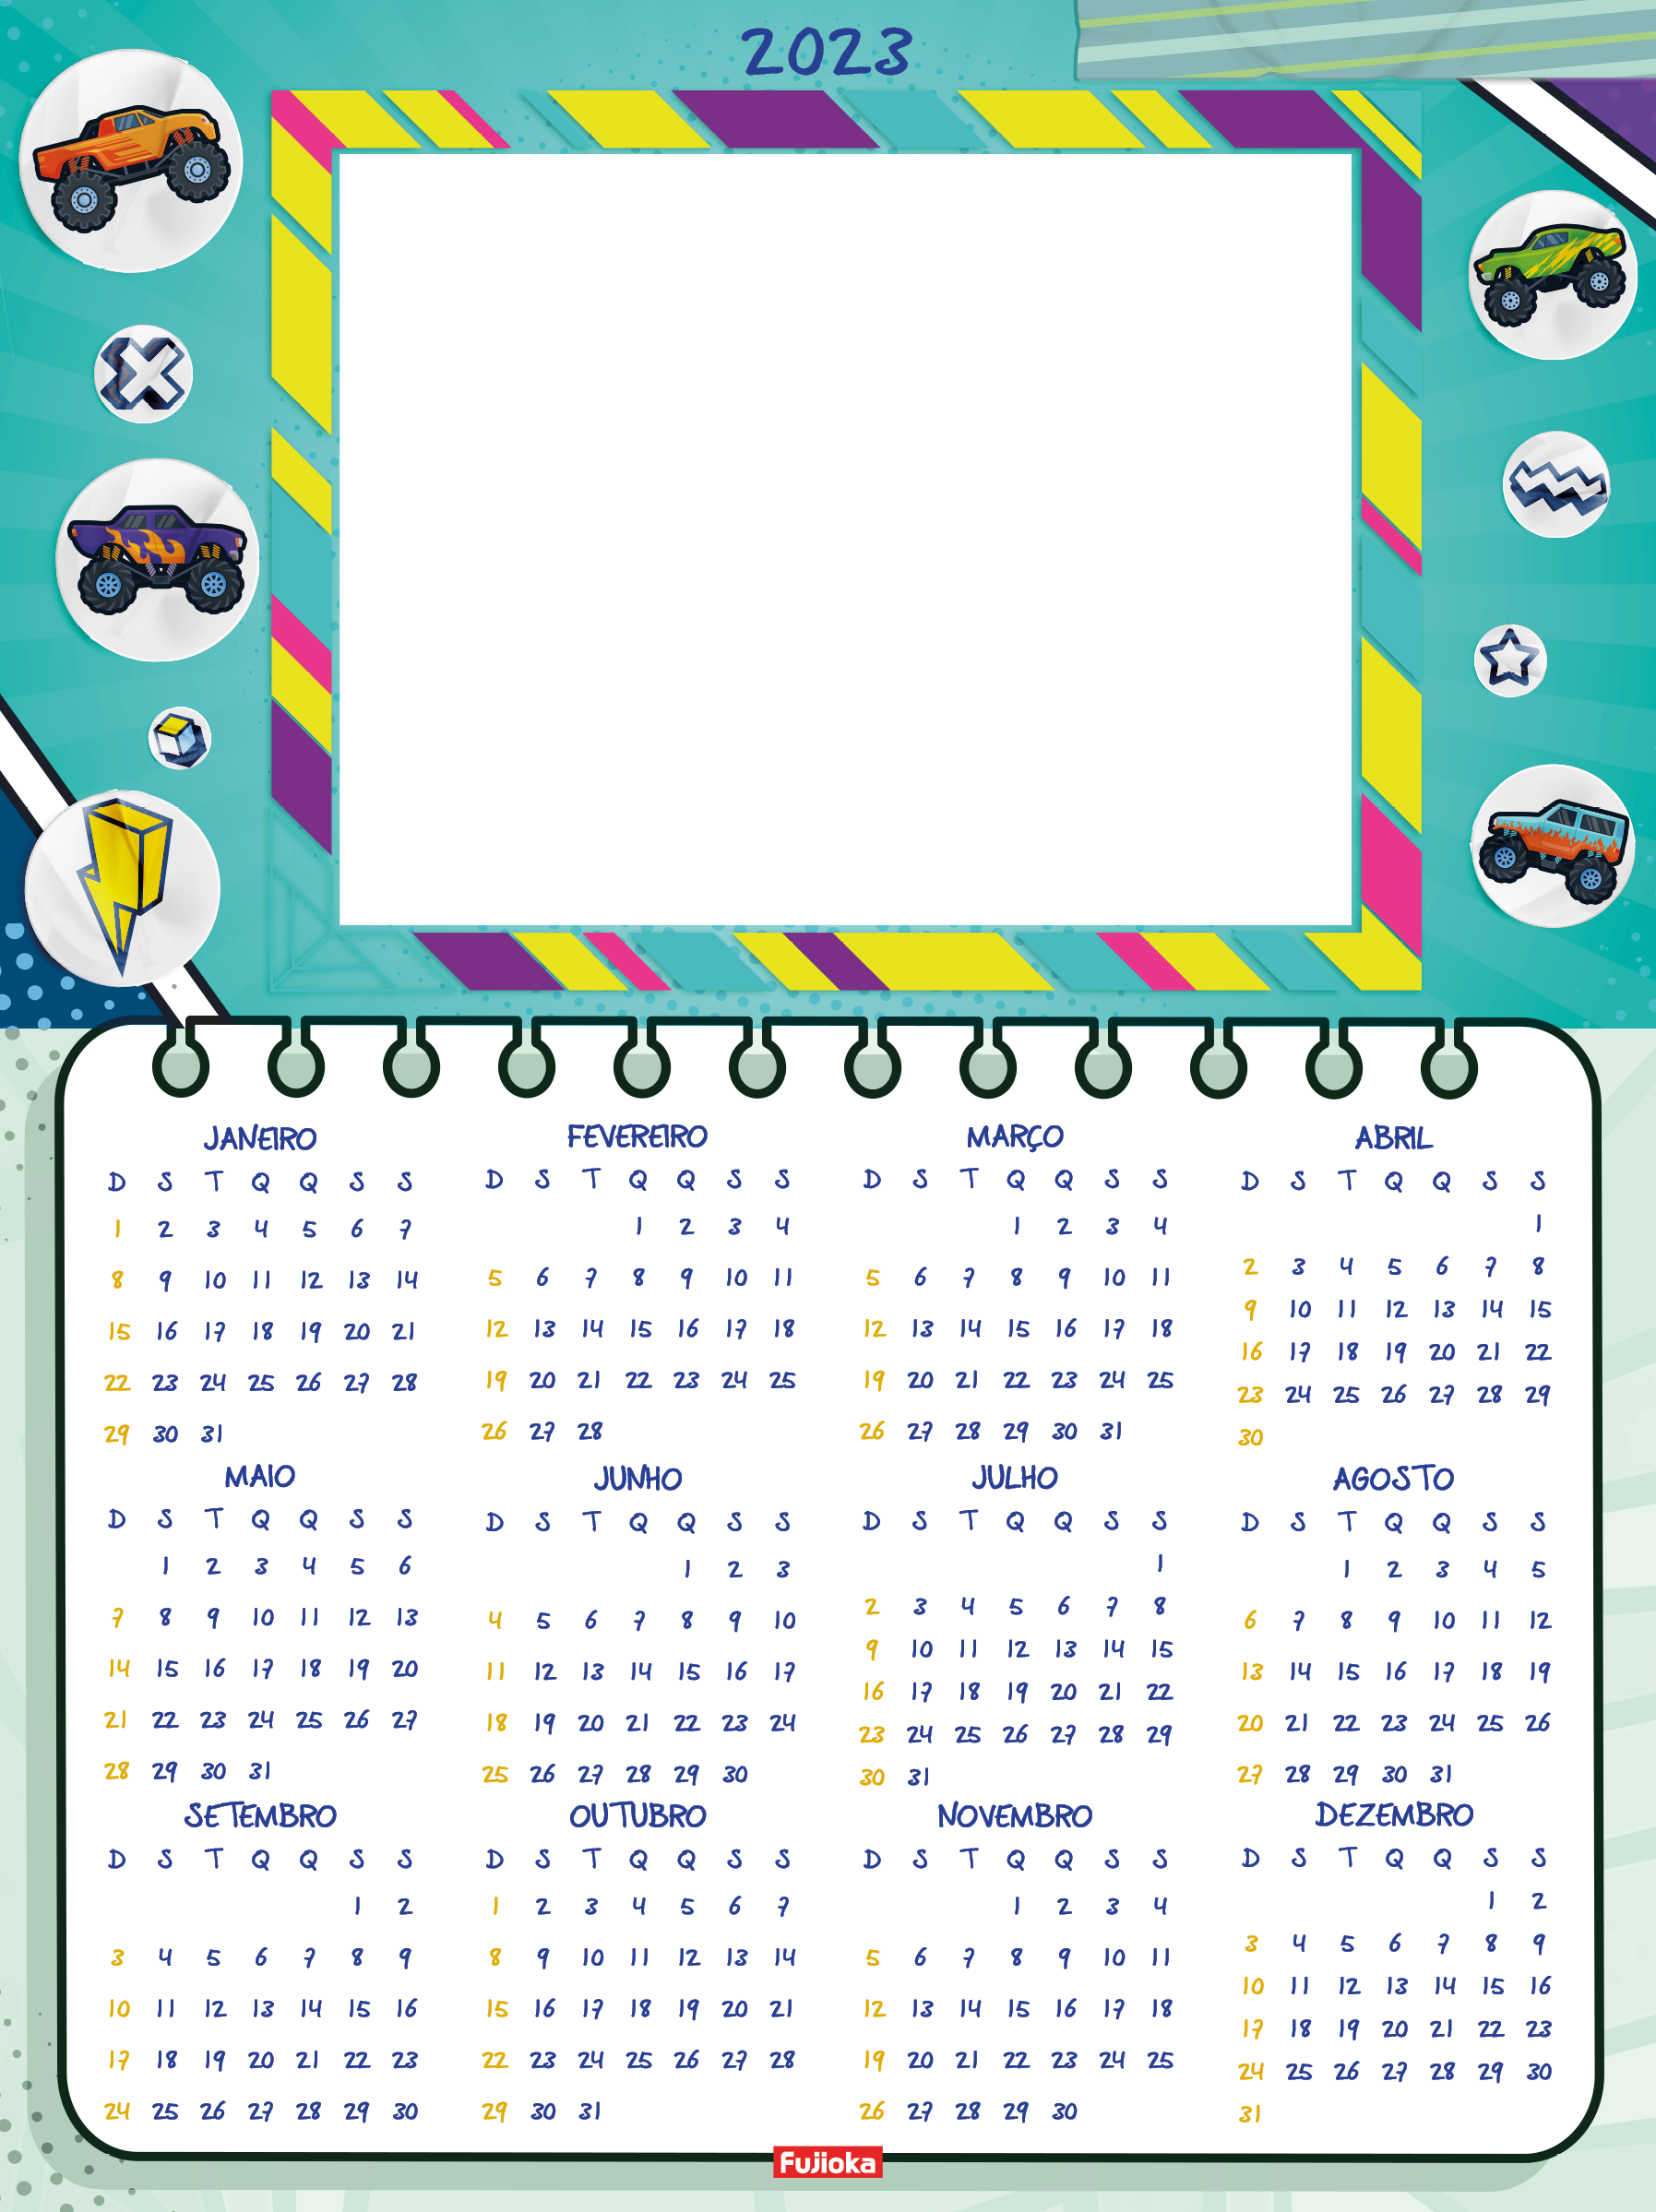 2023
JANEIRO
D S T Q Q S S
1 2 3 4 5 6 7
8 9 10 11 12 13 14
15 16 17 18 19 20 21
22 23 24 25 26 27 28
29 30 31
FEVEREIRO
D S T Q Q S S
1 2 3 4
5 6 7 8 9 10 11
12 13 14 15 16 17 18
19 20 21 22 23 24 25
26 27 28
MARÇO
D S T Q Q S S
1 2 3 4
5 6 7 8 9 10 11
12 13 14 15 16 17 18
19 20 21 22 23 24 25
26 27 28 29 30 31
ABRIL
D S T Q Q S S
1
2 3 4 5 6 7 8
9 10 11 12 13 14 15
16 17 18 19 20 21 22
23 24 25 26 27 28 29
30
MAIO
D S T Q Q S S
1 2 3 4 5 6
7 8 9 10 11 12 13
14 15 16 17 18 19 20
21 22 23 24 25 26 27
28 29 30 31
JUNHO
D S T Q Q S S
1 2 3
4 5 6 7 8 9 10
11 12 13 14 15 16 17
18 19 20 21 22 23 24
25 26 27 28 29 30
JULHO
D S T Q Q S S
1
2 3 4 5 6 7 8
9 10 11 12 13 14 15
16 17 18 19 20 21 22
23 24 25 26 27 28 29
30 31
AGOSTO
D S T Q Q S S
1 2 3 4 5
6 7 8 9 10 11 12
13 14 15 16 17 18 19
20 21 22 23 24 25 26
27 28 29 30 31
SETEMBRO
D S T Q Q S S
1 2
3 4 5 6 7 8 9
10 11 12 13 14 15 16
17 18 19 20 21 22 23
24 25 26 27 28 29 30
OUTUBRO
D S T Q Q S S
1 2 3 4 5 6 7
8 9 10 11 12 13 14
15 16 17 18 19 20 21
22 23 24 25 26 27 28
29 30 31
NOVEMBRO
D S T Q Q S S
1 2 3 4
5 6 7 8 9 10 11
12 13 14 15 16 17 18
19 20 21 22 23 24 25
26 27 28 29 30
DEZEMBRO
D S T Q Q S S
1 2
3 4 5 6 7 8 9
10 11 12 13 14 15 16
17 18 19 20 21 22 23
24 25 26 27 28 29 30
31
Fujioka